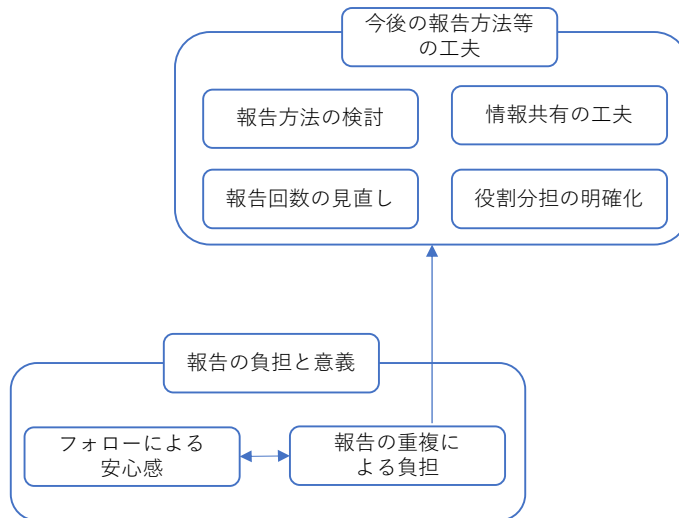 今後の報告方法等
の工夫
報告方法の検討
情報共有の工夫
報告回数の見直し
役割分担の明確化
報告の負担と意義
フォローによる
安心感
報告の重複に
よる負担